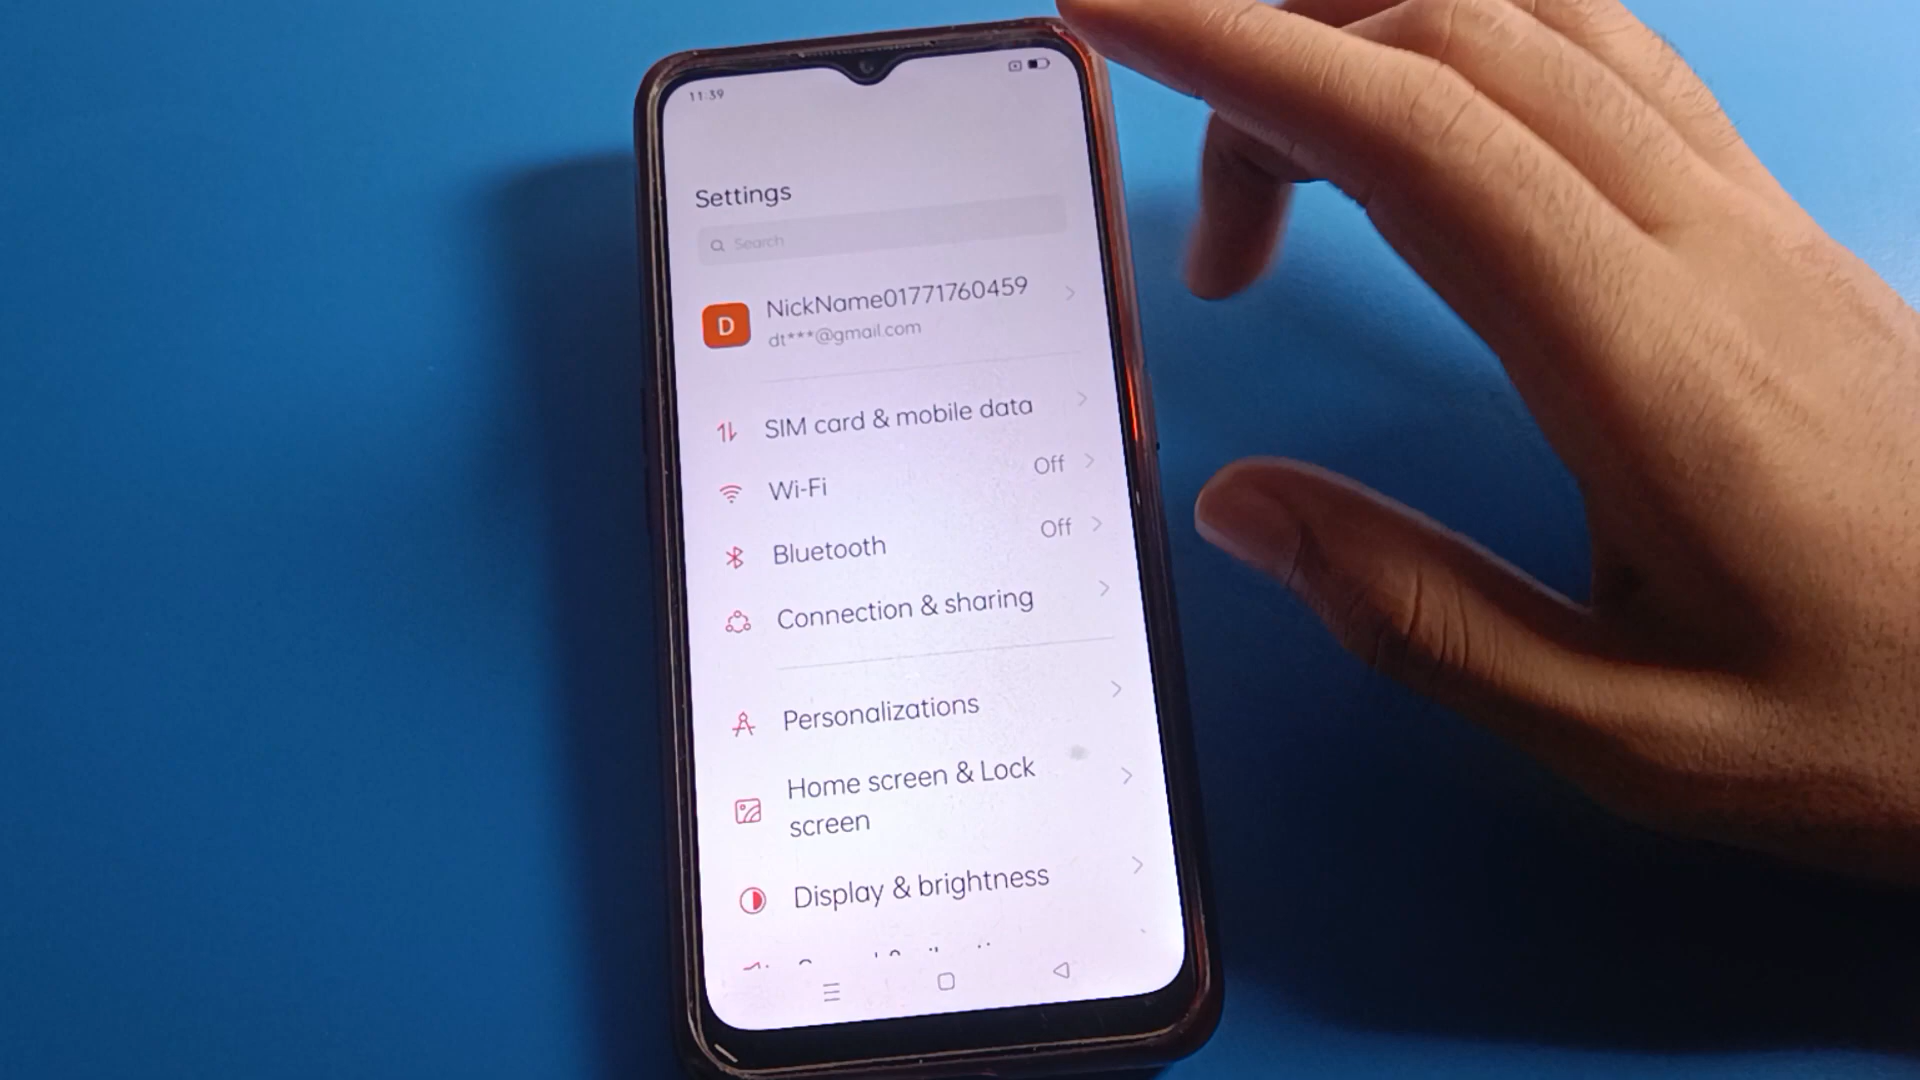 11:39
Settings
Search
D
NickName01771760459
dt***@gmail.com
SIM card & mobile data
Wi-Fi Off
Bluetooth Off
Connection & sharing
Personalizations
Home screen & Lock
screen
Display & brightness